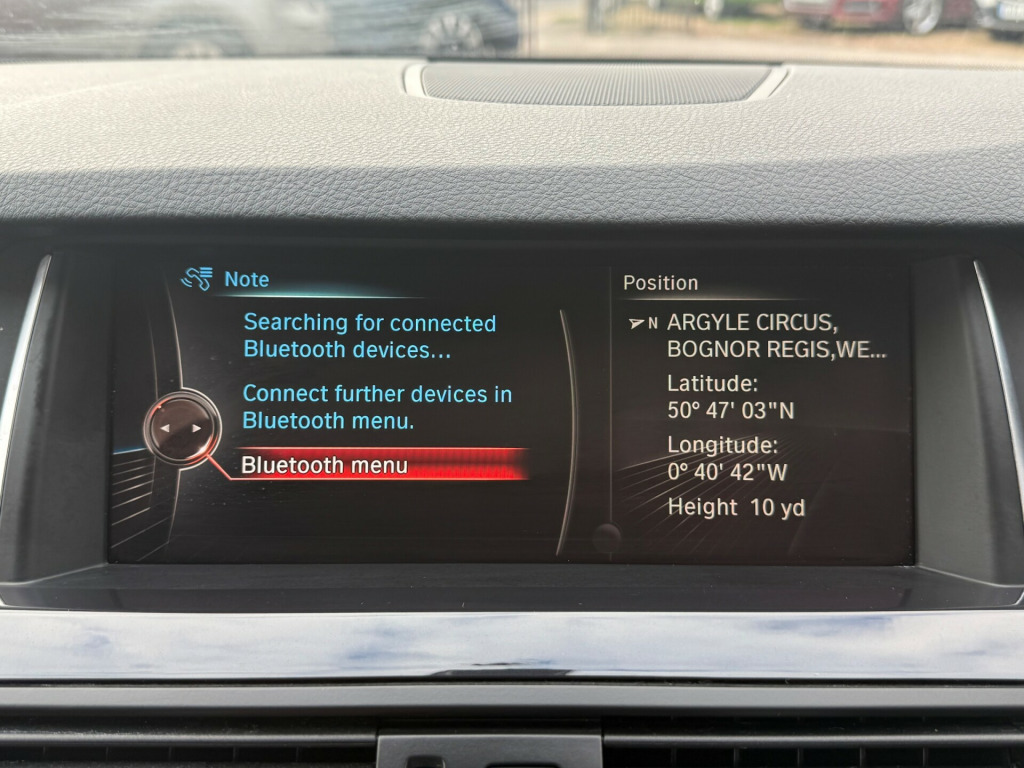 Note
Searching for connected
Bluetooth devices...
Connect further devices in
Bluetooth menu.
Bluetooth menu
Position
N ARGYLE CIRCUS,
BOGNOR REGIS,WE...
Latitude:
50° 47' 03"N
Longitude:
0° 40' 42"W
Height 10 yd